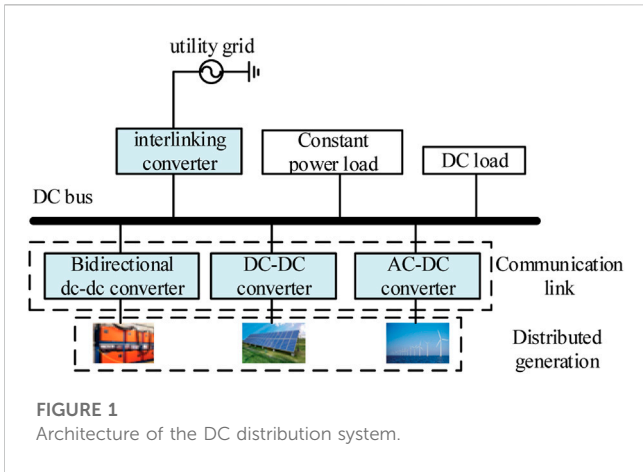 utility grid
interlinking
converter
Constant
power load
DC load
DC bus
Bidirectional
dc-dc converter
DC-DC
converter
AC-DC
converter
Communication
link
Distributed
generation
FIGURE 1
Architecture of the DC distribution system.